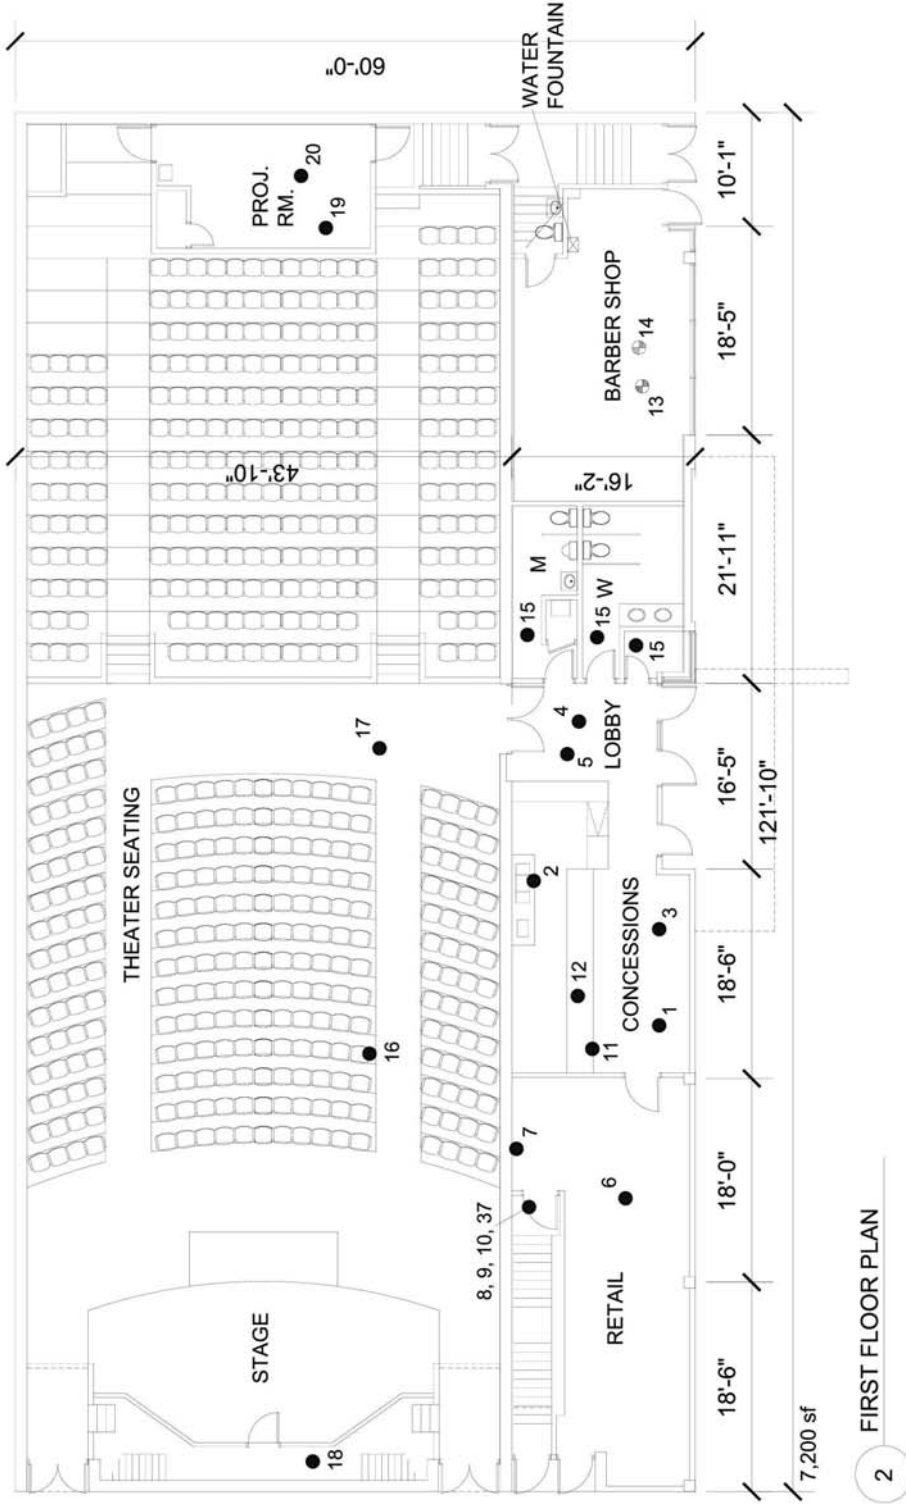 60'-0"
WATER
FOUNTAIN
PROJ.
RM.
20
19
43'-10"
16'-2"
BARBER SHOP
14
13
M
W
15
15
15
THEATER SEATING
17
16
4
5
LOBBY
2
12
11
CONCESSIONS
3
1
7
8, 9, 10, 37
6
RETAIL
STAGE
18
18'-6"
18'-0"
18'-6"
16'-5"
21'-11"
18'-5"
10'-1"
121'-10"
7,200 sf
2
FIRST FLOOR PLAN